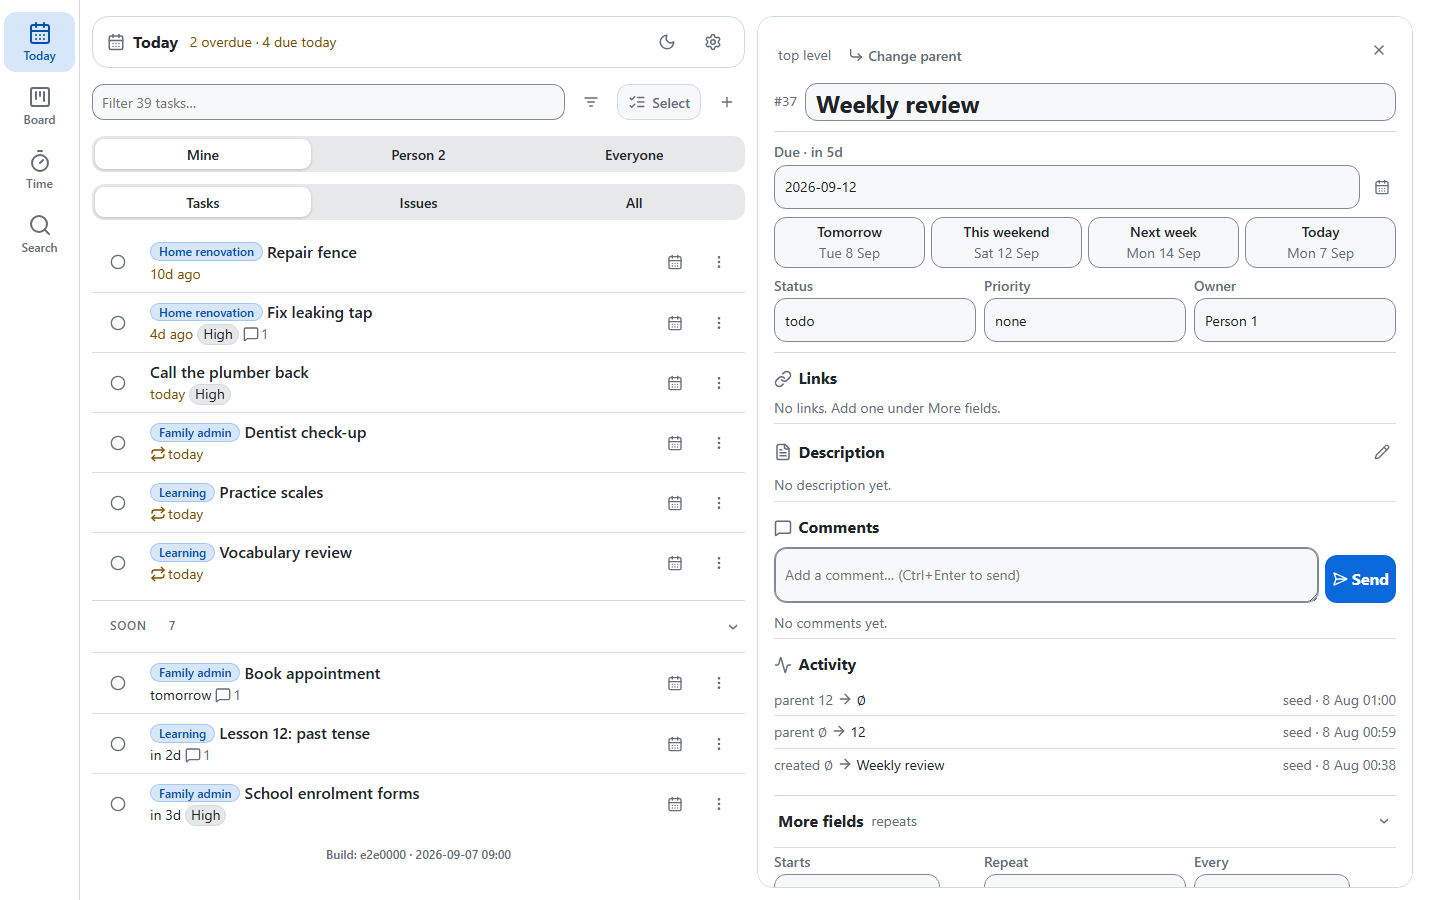 Today
Board
Time
Search
Today 2 overdue · 4 due today
Filter 39 tasks...
Select
Mine Person 2 Everyone
Tasks Issues All
Home renovation Repair fence
10d ago
Home renovation Fix leaking tap
4d ago High 1
Call the plumber back
today High
Family admin Dentist check-up
today
Learning Practice scales
today
Learning Vocabulary review
today
SOON 7
Family admin Book appointment
tomorrow 1
Learning Lesson 12: past tense
in 2d 1
Family admin School enrolment forms
in 3d High
Build: e2e0000 · 2026-09-07 09:00
top level Change parent
#37 Weekly review
Due · in 5d
2026-09-12
Tomorrow This weekend Next week Today
Tue 8 Sep Sat 12 Sep Mon 14 Sep Mon 7 Sep
Status Priority Owner
todo none Person 1
Links
No links. Add one under More fields.
Description
No description yet.
Comments
Add a comment... (Ctrl+Enter to send)
Send
No comments yet.
Activity
parent 12 → Ø seed · 8 Aug 01:00
parent Ø → 12 seed · 8 Aug 00:59
created Ø → Weekly review seed · 8 Aug 00:38
More fields repeats
Starts Repeat Every